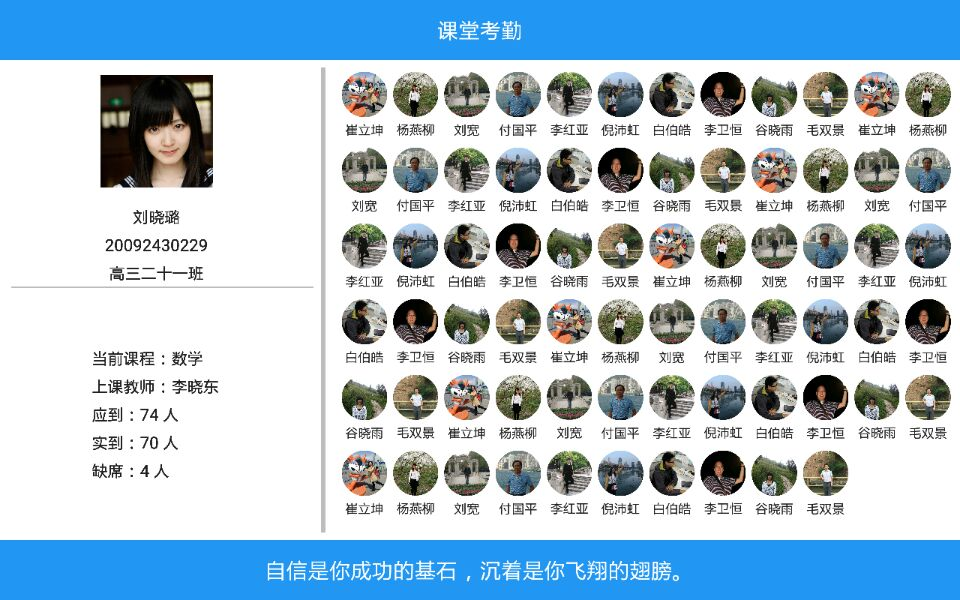 课堂考勤
刘晓璐
20092430229
高三二十一班
当前课程：数学
上课教师：李晓东
应到：74 人
实到：70 人
缺席：4 人
崔立坤 杨燕柳 刘宽 付国平 李红亚 倪沛虹 白伯皓 李卫恒 谷晓雨 毛双景 崔立坤 杨燕柳
刘宽 付国平 李红亚 倪沛虹 白伯皓 李卫恒 谷晓雨 毛双景 崔立坤 杨燕柳 刘宽 付国平
李红亚 倪沛虹 白伯皓 李卫恒 谷晓雨 毛双景 崔立坤 杨燕柳 刘宽 付国平 李红亚 倪沛虹
白伯皓 李卫恒 谷晓雨 毛双景 崔立坤 杨燕柳 刘宽 付国平 李红亚 倪沛虹 白伯皓 李卫恒
谷晓雨 毛双景 崔立坤 杨燕柳 刘宽 付国平 李红亚 倪沛虹 白伯皓 李卫恒 谷晓雨 毛双景
崔立坤 杨燕柳 刘宽 付国平 李红亚 倪沛虹 白伯皓 李卫恒 谷晓雨 毛双景
自信是你成功的基石，沉着是你飞翔的翅膀。